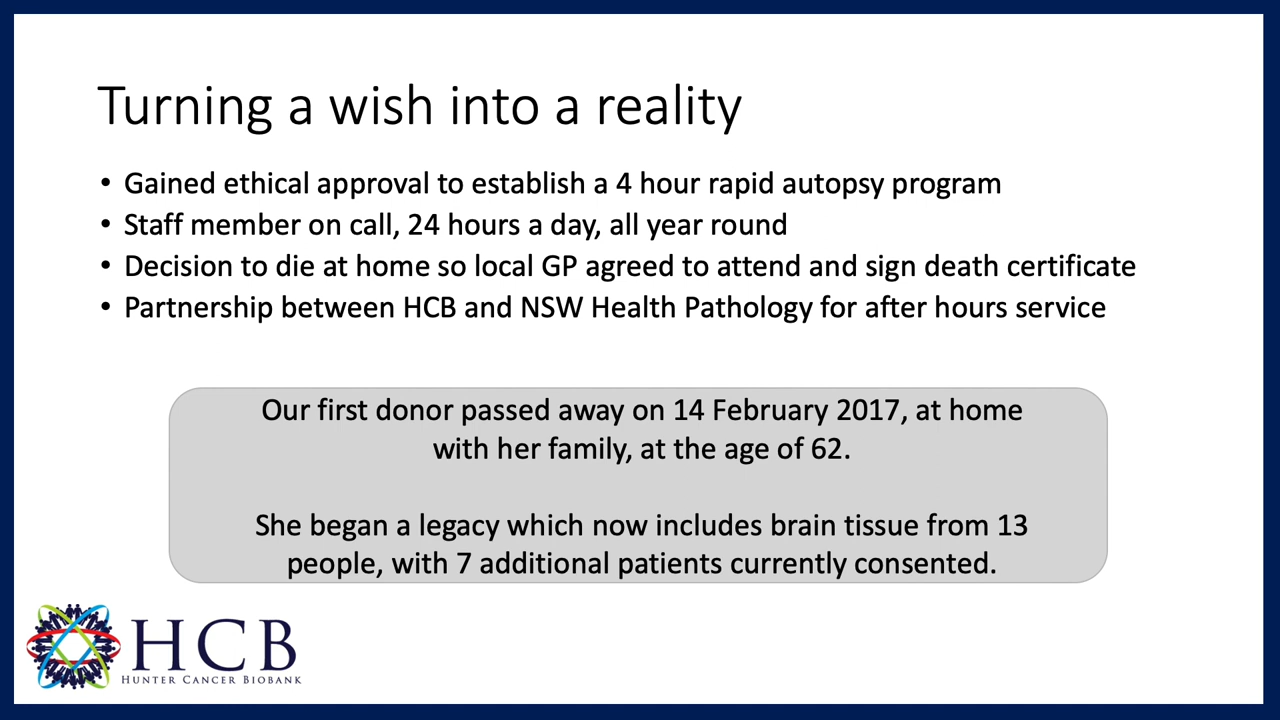 Turning a wish into a reality
• Gained ethical approval to establish a 4 hour rapid autopsy program
• Staff member on call, 24 hours a day, all year round
• Decision to die at home so local GP agreed to attend and sign death certificate
• Partnership between HCB and NSW Health Pathology for after hours service
Our first donor passed away on 14 February 2017, at home
with her family, at the age of 62.
She began a legacy which now includes brain tissue from 13
people, with 7 additional patients currently consented.
HCB
HUNTER CANCER BIOBANK